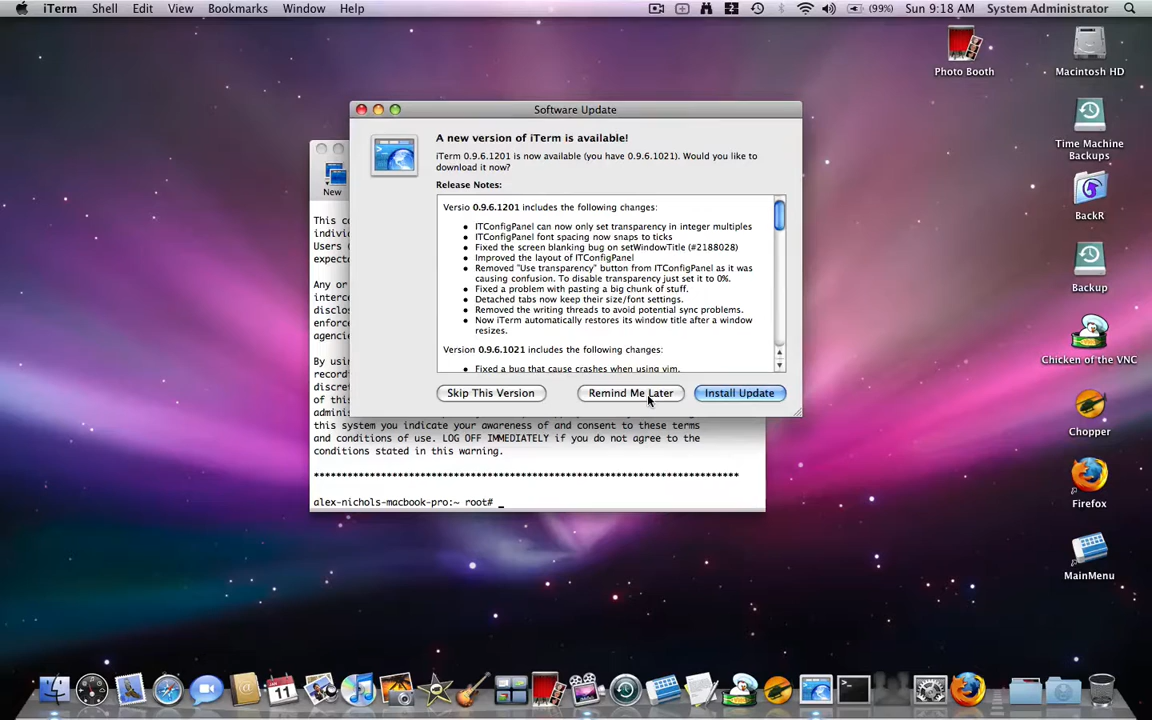 iTerm Shell Edit View Bookmarks Window Help
(99%) Sun 9:18 AM System Administrator
Photo Booth
Macintosh HD
Time Machine
Backups
BackR
Backup
Chicken of the VNC
Chopper
Firefox
MainMenu
Software Update
A new version of iTerm is available!
iTerm 0.9.6.1201 is now available (you have 0.9.6.1021). Would you like to
download it now?
Release Notes:
Versio 0.9.6.1201 includes the following changes:
• ITConfigPanel can now only set transparency in integer multiples
• ITConfigPanel font spacing now snaps to ticks
• Fixed the screen blanking bug on setWindowTitle (#2188028)
• Improved the layout of ITConfigPanel
• Removed "Use transparency" button from ITConfigPanel as it was
causing confusion. To disable transparency just set it to 0%.
• Fixed a problem with pasting a big chunk of stuff.
• Detached tabs now keep their size/font settings.
• Removed the writing threads to avoid potential sync problems.
• Now iTerm automatically restores its window title after a window
resizes.
Version 0.9.6.1021 includes the following changes:
• Fixed a bug that cause crashes when using vim.
Skip This Version
Remind Me Later
Install Update
New
This co
Users (
expecto
Any or
interce
disclos
enforce
agencie
By usin
record
discret
of this
adminis
this system you indicate your awareness of and consent to these terms
and conditions of use. LOG OFF IMMEDIATELY if you do not agree to the
conditions stated in this warning.
****************************************************************************
alex-nichols-macbook-pro:~ root# _